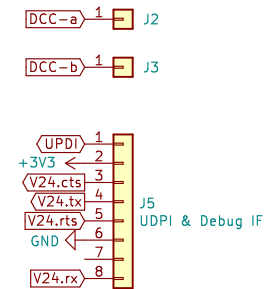 DCC-a 1 J2
DCC-b 1 J3
UPDI 1
+3V3 2
V24.cts 3
V24.tx 4 J5
V24.rts 5 UDPI & Debug IF
GND 6
7
V24.rx 8